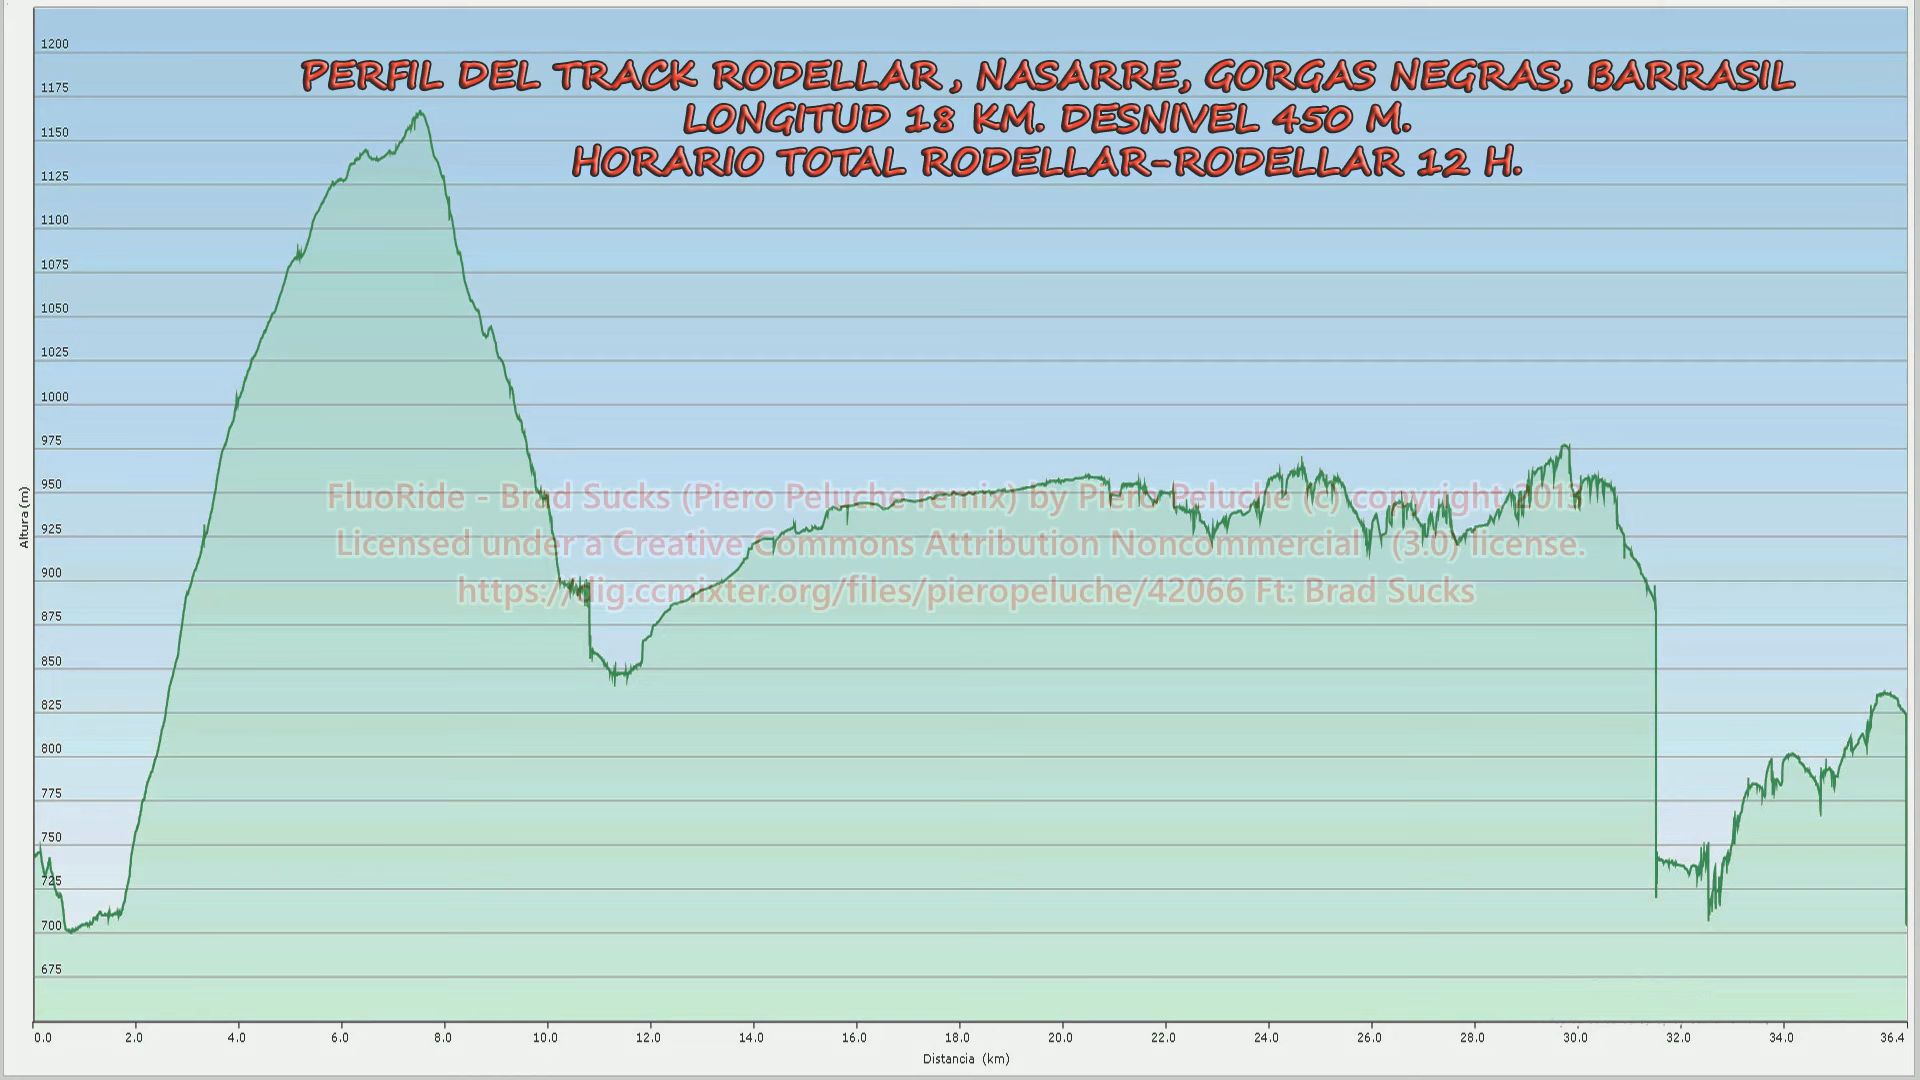 PERFIL DEL TRACK RODELLAR, NASARRE, GORGAS NEGRAS, BARRASIL
LONGITUD 18 KM. DESNIVEL 450 M.
HORARIO TOTAL RODELLAR-RODELLAR 12 H.
1200
1175
1150
1125
1100
1075
1050
1025
1000
975
950
FluoRide - Brad Sucks (Piero Peluche remix) by Piero Peluche (c) copyright 2013
925
Licensed under a Creative Commons Attribution Noncommercial (3.0) license.
900
https://dig.ccmixter.org/files/pieropeluche/42066 Ft: Brad Sucks
875
850
825
800
775
750
725
700
675
Altura (m)
0.0 2.0 4.0 6.0 8.0 10.0 12.0 14.0 16.0 18.0 20.0 22.0 24.0 26.0 28.0 30.0 32.0 34.0 36.4
Distancia (km)